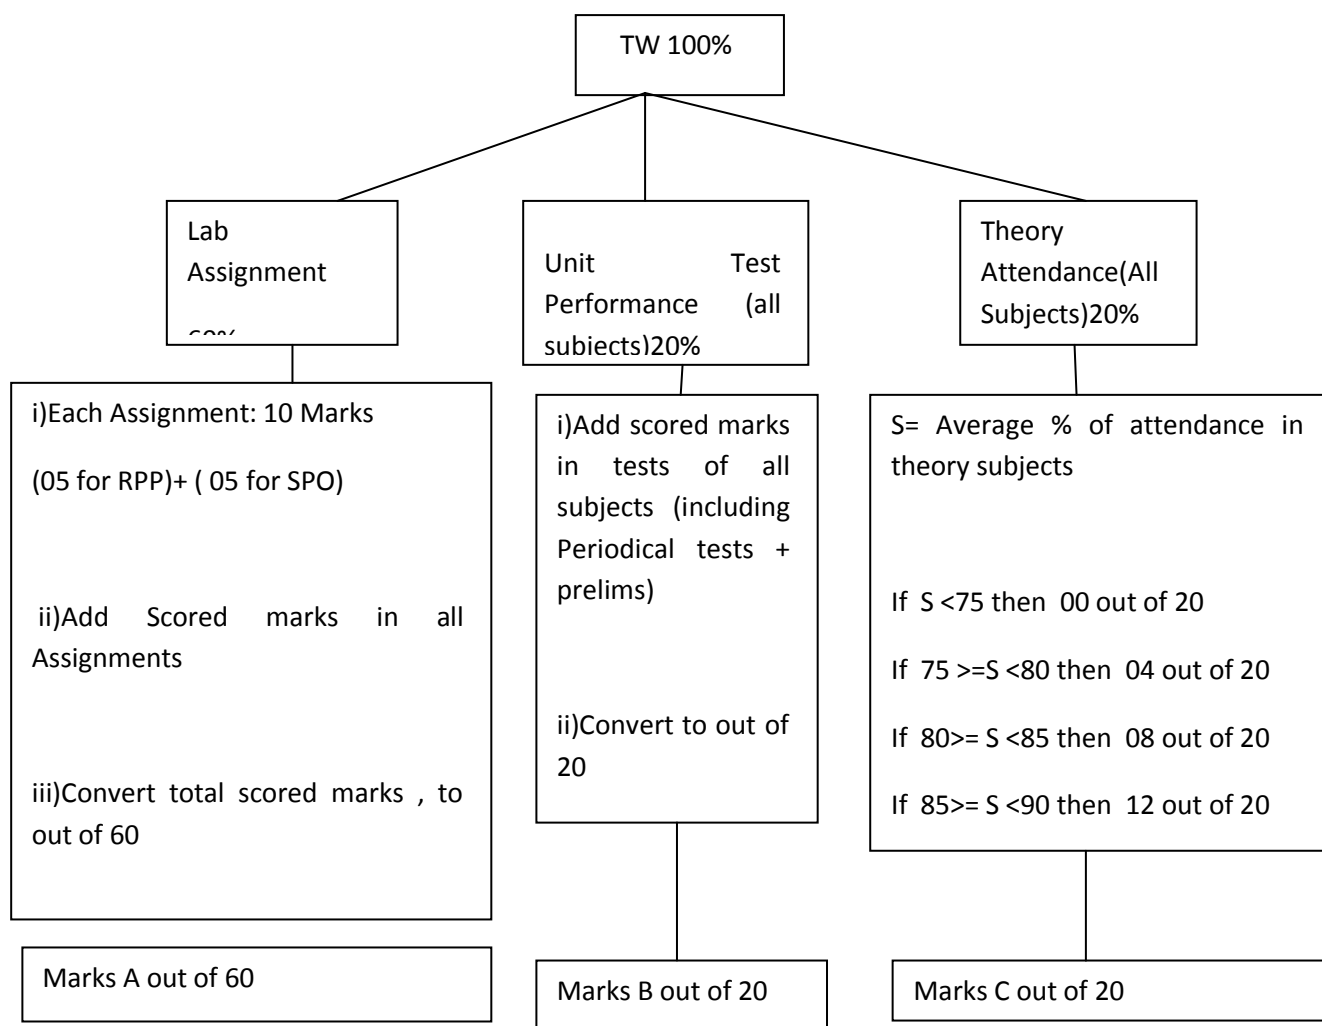 TW 100%
Lab
Assignment
60%
Unit Test
Performance (all
subjects)20%
Theory
Attendance(All
Subjects)20%
i)Each Assignment: 10 Marks
(05 for RPP)+ ( 05 for SPO)
ii)Add Scored marks in all
Assignments
iii)Convert total scored marks , to
out of 60
i)Add scored marks
in tests of all
subjects (including
Periodical tests +
prelims)
ii)Convert to out of
20
S= Average % of attendance in
theory subjects
If S <75 then 00 out of 20
If 75 >=S <80 then 04 out of 20
If 80>= S <85 then 08 out of 20
If 85>= S <90 then 12 out of 20
Marks A out of 60
Marks B out of 20
Marks C out of 20